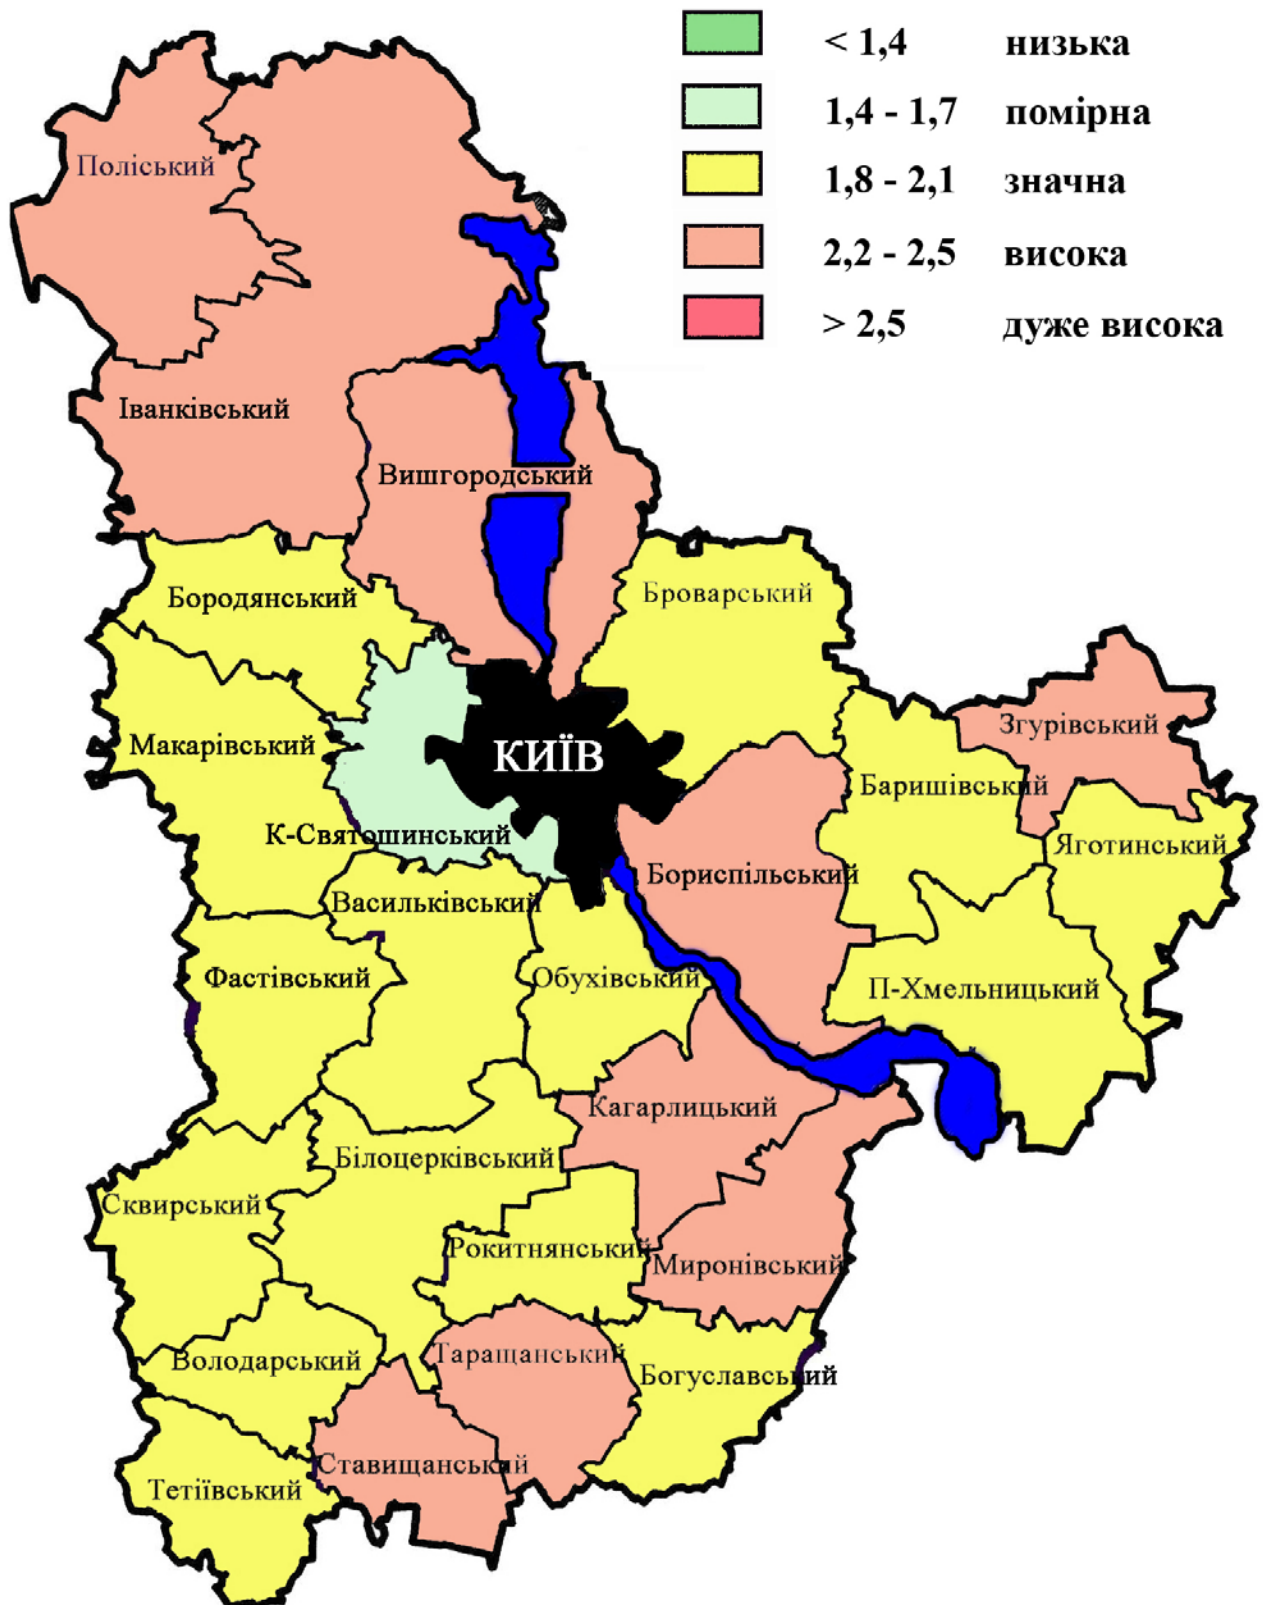 < 1,4 низька
1,4 - 1,7 помірна
1,8 - 2,1 значна
2,2 - 2,5 висока
> 2,5 дуже висока
Поліський
Іванківський
Вишгородський
Бородянський
Броварський
Згурівський
Макарівський
КИЇВ
Баришівський
К-Святошинський
Яготинський
Бориспільський
Васильківський
Фастівський
Обухівський
П-Хмельницький
Кагарлицький
Білоцерківський
Сквирський
Рокитнянський
Миронівський
Володарський
Таращанський
Богуславський
Ставищанський
Тетіївський